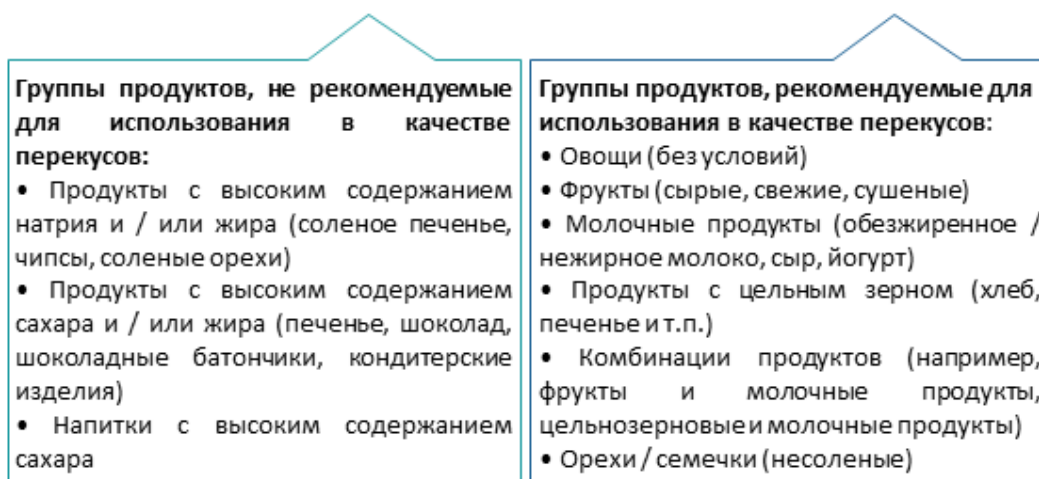 Группы продуктов, не рекомендуемые
для использования в качестве
перекусов:
• Продукты с высоким содержанием
натрия и / или жира (соленое печенье,
чипсы, соленые орехи)
• Продукты с высоким содержанием
сахара и / или жира (печенье, шоколад,
шоколадные батончики, кондитерские
изделия)
• Напитки с высоким содержанием
сахара
Группы продуктов, рекомендуемые для
использования в качестве перекусов:
• Овощи (без условий)
• Фрукты (сырые, свежие, сушеные)
• Молочные продукты (обезжиренное /
нежирное молоко, сыр, йогурт)
• Продукты с цельным зерном (хлеб,
печенье и т.п.)
• Комбинации продуктов (например,
фрукты и молочные продукты,
цельнозерновые и молочные продукты)
• Орехи / семечки (несоленые)